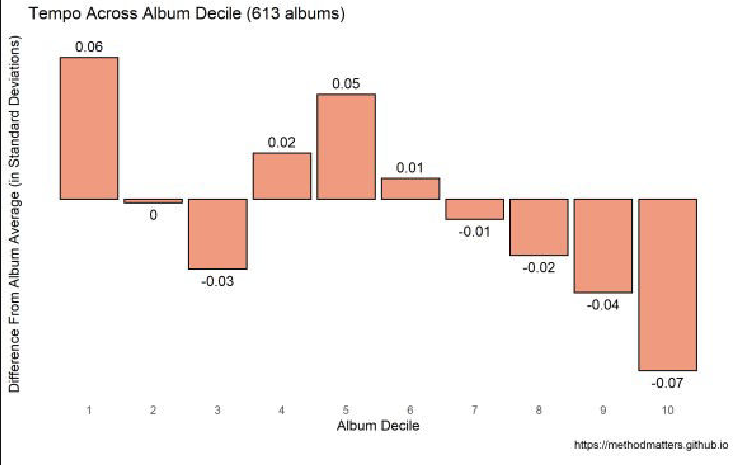 Tempo Across Album Decile (613 albums)
Difference From Album Average (in Standard Deviations)
0.06
0
-0.03
0.02
0.05
0.01
-0.01
-0.02
-0.04
-0.07
1 2 3 4 5 6 7 8 9 10
Album Decile
https://methodmatters.github.io